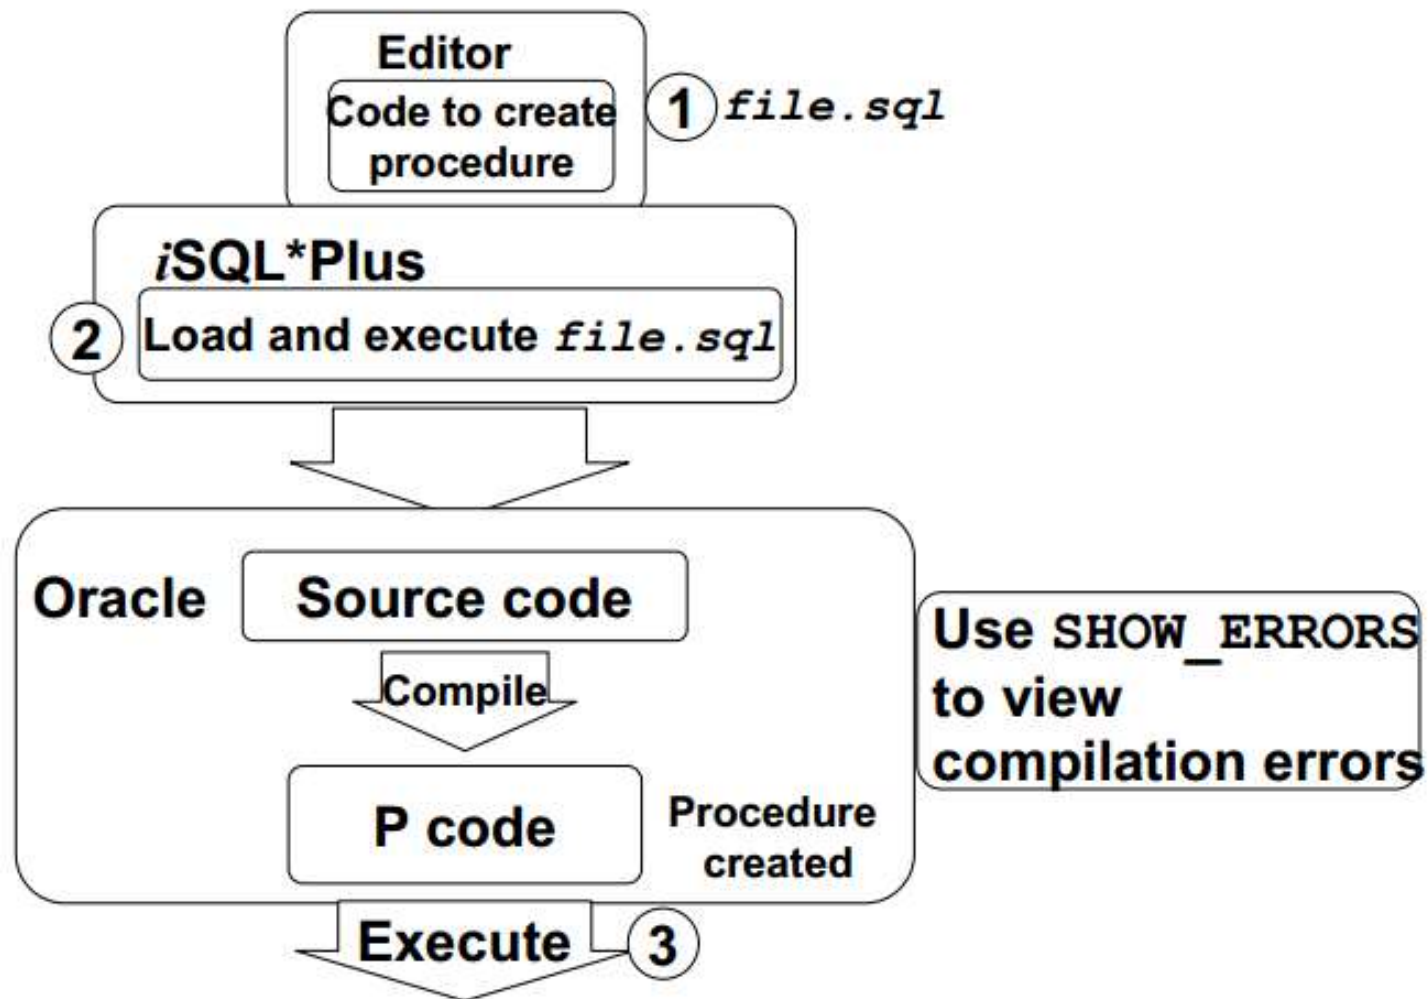 Editor
Code to create
procedure
1 file.sql
iSQL*Plus
2 Load and execute file.sql
Oracle
Source code
Compile
Use SHOW_ERRORS
to view
compilation errors
P code
Procedure
created
Execute 3